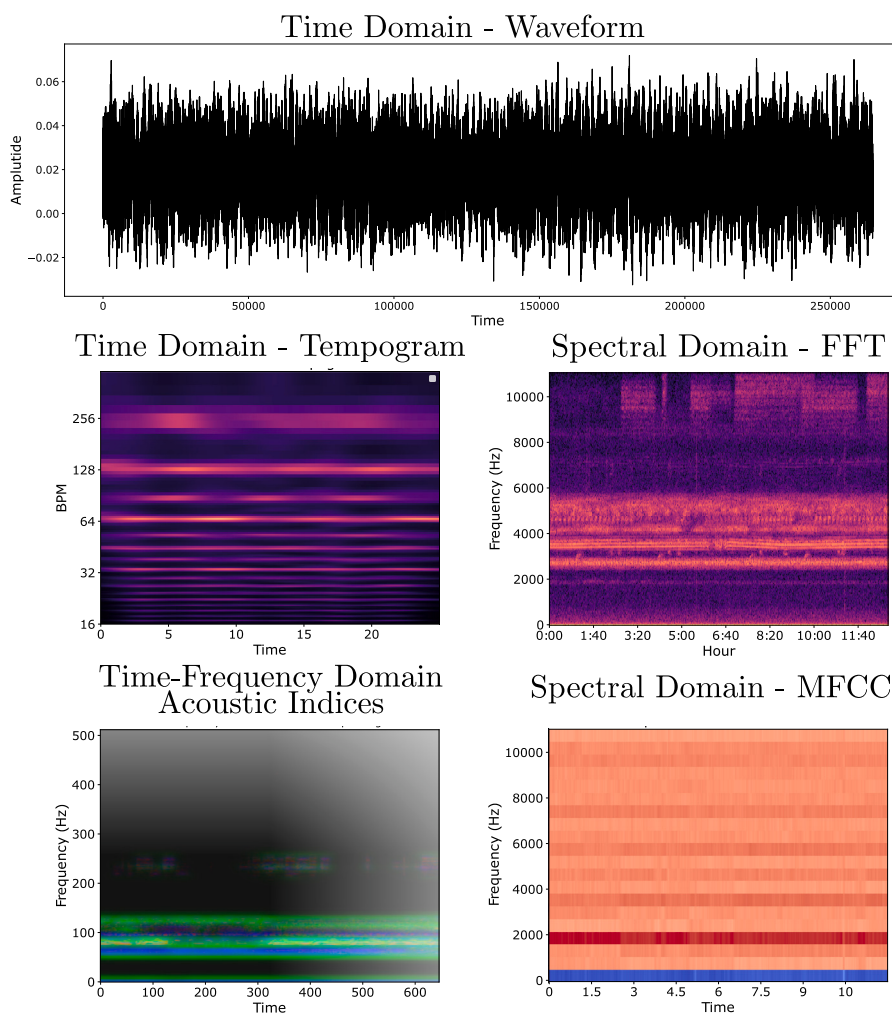 Time Domain - Waveform
Amplutide
0.06
0.04
0.02
0.00
−0.02
0 50000 100000 150000 200000 250000
Time
Time Domain - Tempogram
BPM
256
128
64
32
16
0 5 10 15 20
Time
Spectral Domain - FFT
Frequency (Hz)
10000
8000
6000
4000
2000
0
0:00 1:40 3:20 5:00 6:40 8:20 10:00 11:40
Hour
Time-Frequency Domain
Acoustic Indices
Frequency (Hz)
500
400
300
200
100
0
0 100 200 300 400 500 600
Time
Spectral Domain - MFCC
Frequency (Hz)
10000
8000
6000
4000
2000
0
0 1.5 3 4.5 6 7.5 9 10
Time